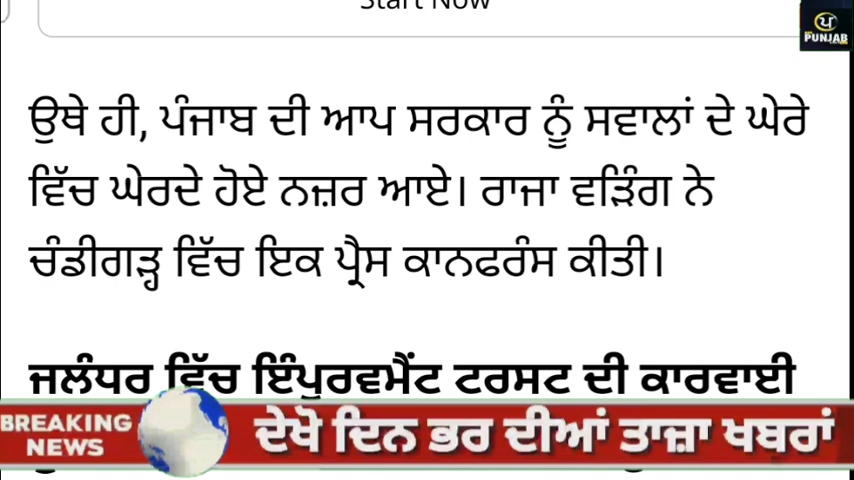 Start Now
ਪੰ
PUNJAB
ਉਥੇ ਹੀ, ਪੰਜਾਬ ਦੀ ਆਪ ਸਰਕਾਰ ਨੂੰ ਸਵਾਲਾਂ ਦੇ ਘੇਰੇ
ਵਿੱਚ ਘੇਰਦੇ ਹੋਏ ਨਜ਼ਰ ਆਏ। ਰਾਜਾ ਵੜਿੰਗ ਨੇ
ਚੰਡੀਗੜ੍ਹ ਵਿੱਚ ਇਕ ਪ੍ਰੈਸ ਕਾਨਫਰੰਸ ਕੀਤੀ।
ਜਲੰਧਰ ਵਿੱਚ ਇੰਪੂਰਵਮੈਂਟ ਟਰਸਟ ਦੀ ਕਾਰਵਾਈ
BREAKING
NEWS
ਦੇਖੋ ਦਿਨ ਭਰ ਦੀਆਂ ਤਾਜ਼ਾ ਖਬਰਾਂ